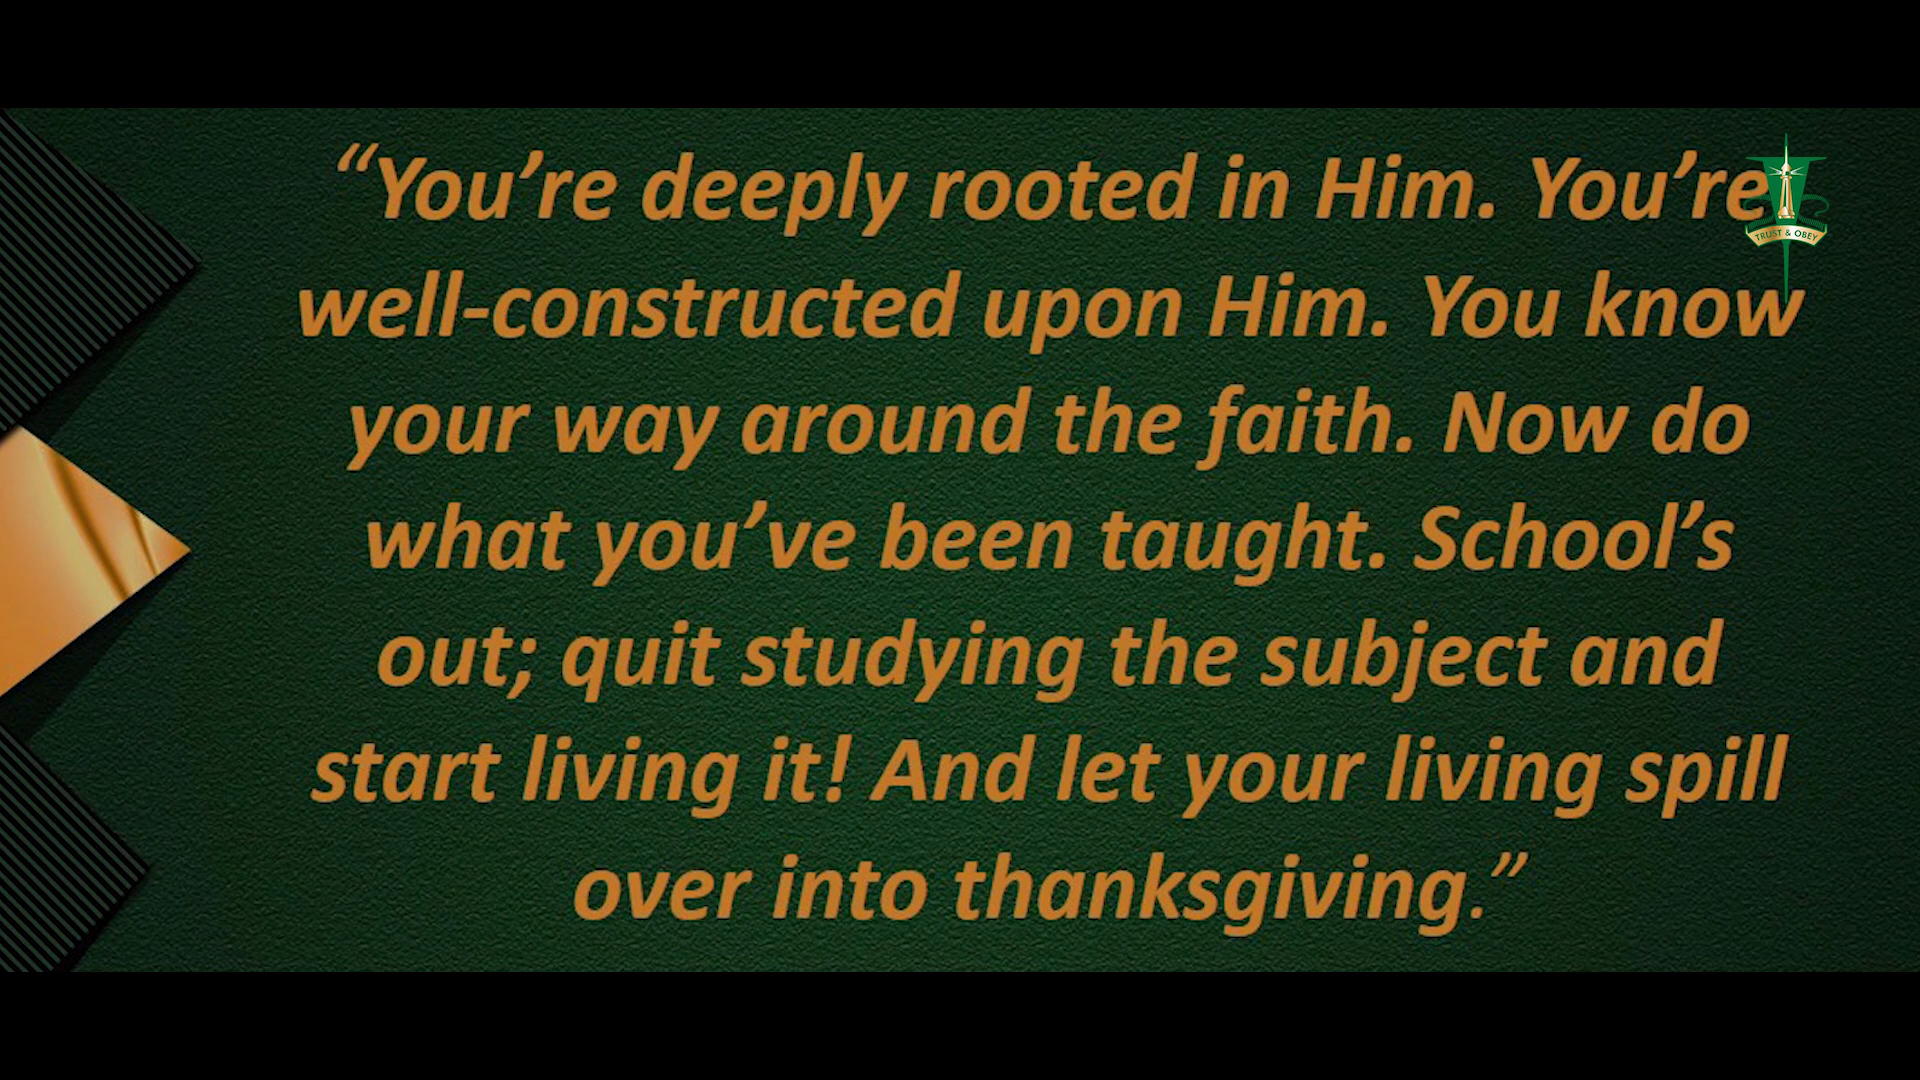 “You’re deeply rooted in Him. You’re
well-constructed upon Him. You know
your way around the faith. Now do
what you’ve been taught. School’s
out; quit studying the subject and
start living it! And let your living spill
over into thanksgiving.”
TRUST & OBEY